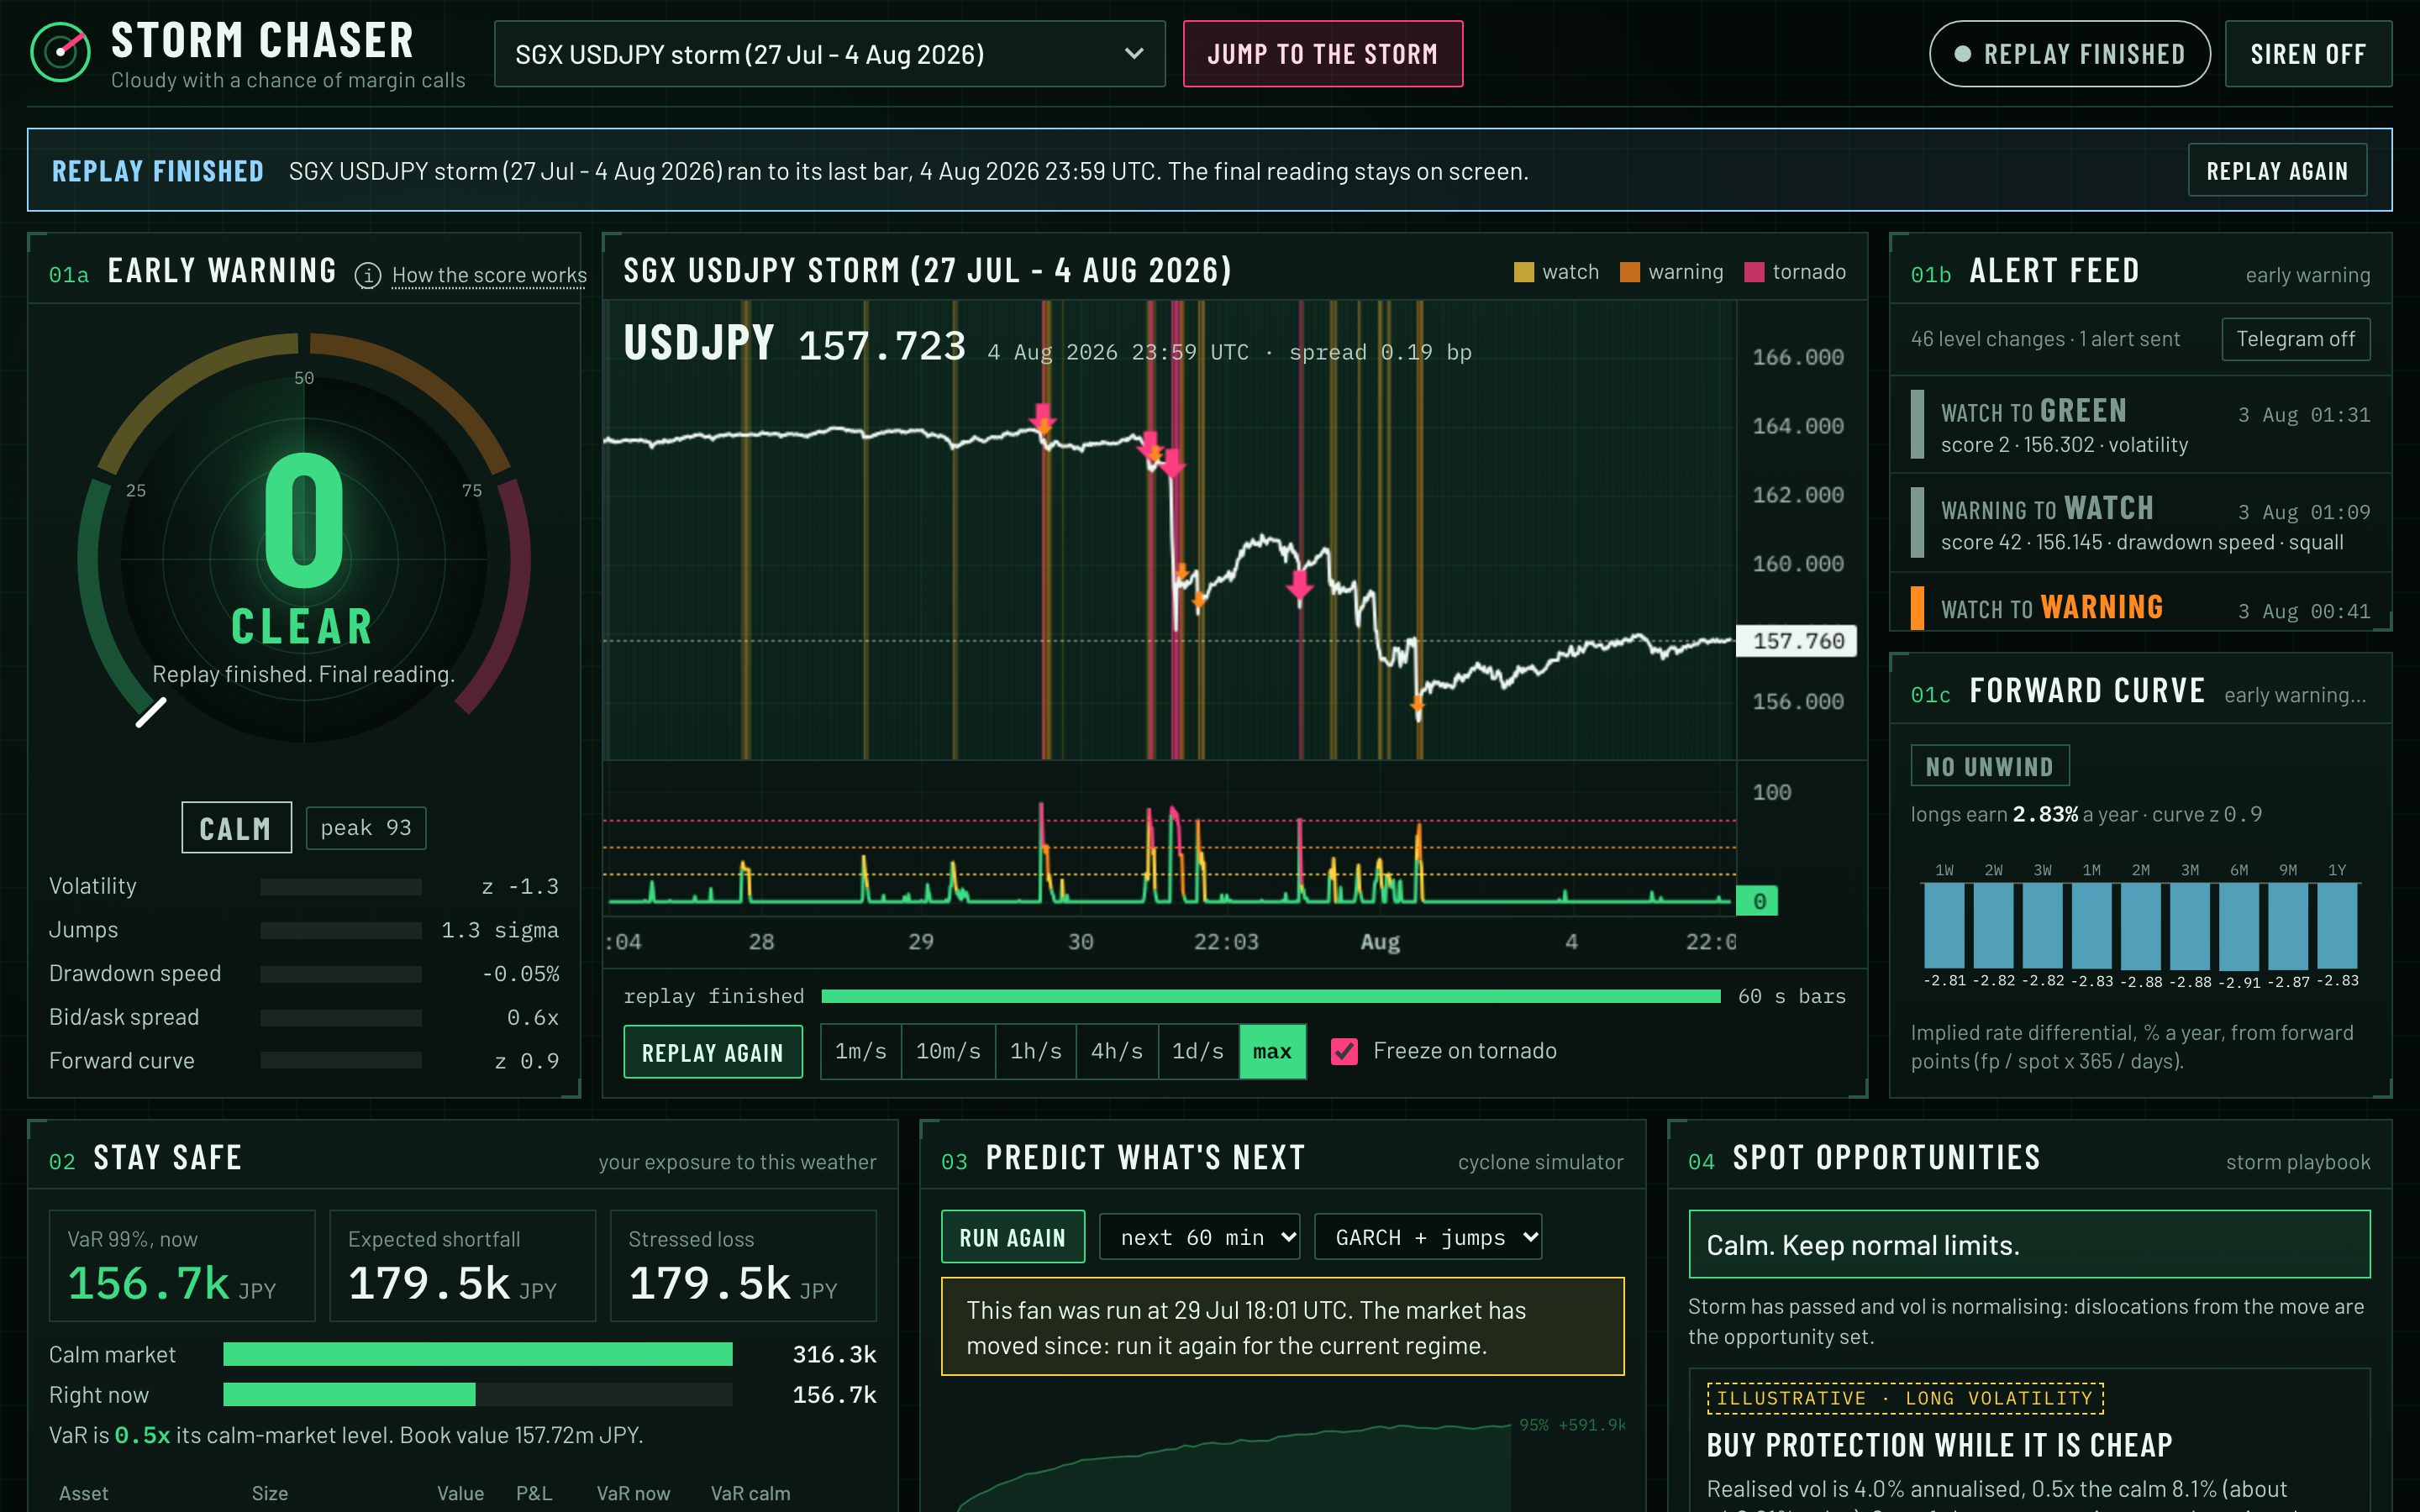 STORM CHASER
Cloudy with a chance of margin calls
SGX USDJPY storm (27 Jul - 4 Aug 2026)
JUMP TO THE STORM
REPLAY FINISHED
SIREN OFF
REPLAY FINISHED SGX USDJPY storm (27 Jul - 4 Aug 2026) ran to its last bar, 4 Aug 2026 23:59 UTC. The final reading stays on screen.
REPLAY AGAIN
01a EARLY WARNING i How the score works
50
25
75
0
CLEAR
Replay finished. Final reading.
CALM
peak 93
Volatility z -1.3
Jumps 1.3 sigma
Drawdown speed -0.05%
Bid/ask spread 0.6x
Forward curve z 0.9
SGX USDJPY STORM (27 JUL - 4 AUG 2026)
watch warning tornado
USDJPY 157.723 4 Aug 2026 23:59 UTC · spread 0.19 bp
166.000
164.000
162.000
160.000
157.760
156.000
100
0
:04 28 29 30 22:03 Aug 4 22:0
replay finished 60 s bars
REPLAY AGAIN 1m/s 10m/s 1h/s 4h/s 1d/s max Freeze on tornado
01b ALERT FEED early warning
46 level changes · 1 alert sent Telegram off
WATCH TO GREEN 3 Aug 01:31
score 2 · 156.302 · volatility
WARNING TO WATCH 3 Aug 01:09
score 42 · 156.145 · drawdown speed · squall
WATCH TO WARNING 3 Aug 00:41
01c FORWARD CURVE early warning...
NO UNWIND
longs earn 2.83% a year · curve z 0.9
1W 2W 3W 1M 2M 3M 6M 9M 1Y
-2.81 -2.82 -2.82 -2.83 -2.88 -2.88 -2.91 -2.87 -2.83
Implied rate differential, % a year, from forward
points (fp / spot x 365 / days).
02 STAY SAFE your exposure to this weather
VaR 99%, now
156.7k JPY
Expected shortfall
179.5k JPY
Stressed loss
179.5k JPY
Calm market 316.3k
Right now 156.7k
VaR is 0.5x its calm-market level. Book value 157.72m JPY.
Asset Size Value P&L VaR now VaR calm
03 PREDICT WHAT'S NEXT cyclone simulator
RUN AGAIN next 60 min GARCH + jumps
This fan was run at 29 Jul 18:01 UTC. The market has
moved since: run it again for the current regime.
95% +591.9k
04 SPOT OPPORTUNITIES storm playbook
Calm. Keep normal limits.
Storm has passed and vol is normalising: dislocations from the move are
the opportunity set.
ILLUSTRATIVE · LONG VOLATILITY
BUY PROTECTION WHILE IT IS CHEAP
Realised vol is 4.0% annualised, 0.5x the calm 8.1% (about